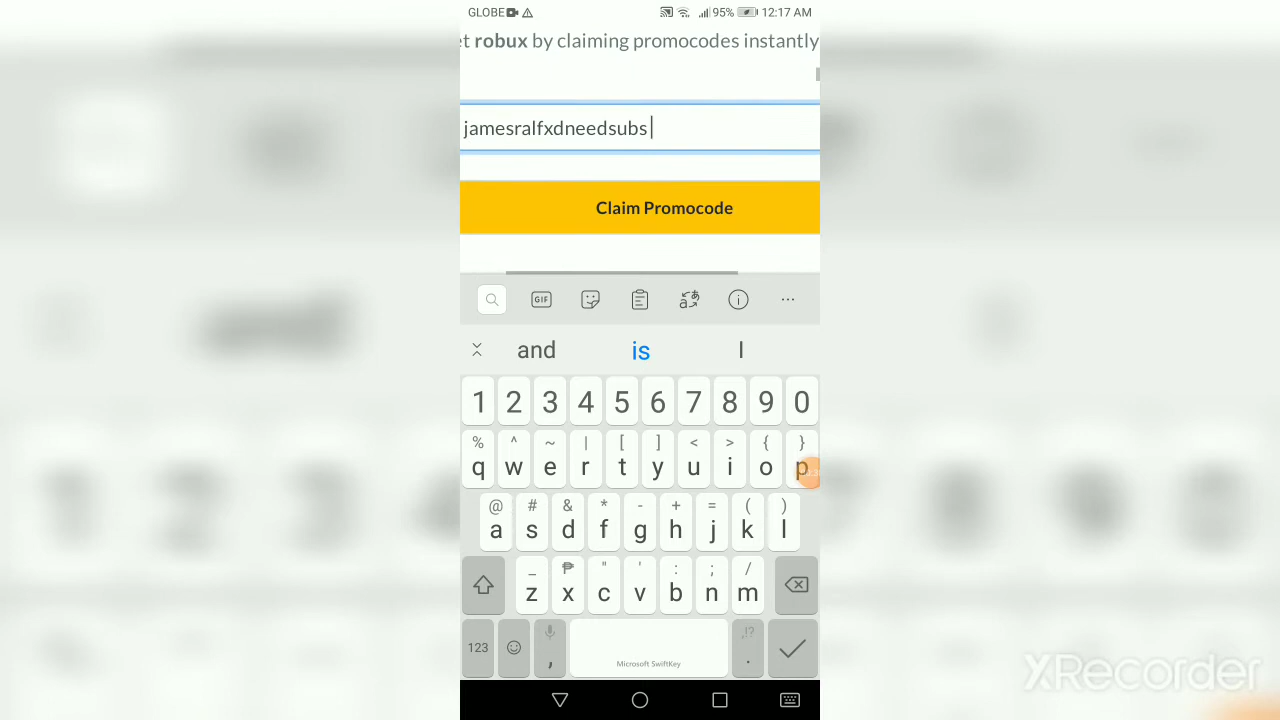 GLOBE 95% 12:17 AM
et robux by claiming promocodes instantly
jamesralfxdneedsubs
Claim Promocode
GIF
and is I
1 2 3 4 5 6 7 8 9 0
% ^ ~ | [ ] < > { }
q w e r t y u i o p
@ # & * - + = ( )
a s d f g h j k l
_ ₱ " ' : ; /
z x c v b n m
,!?
123 , Microsoft SwiftKey .
XRecorder